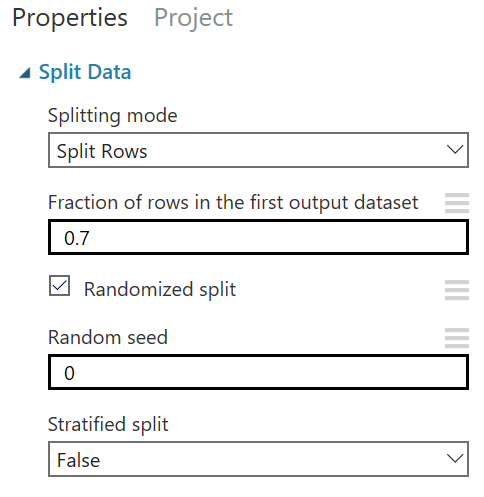 Properties Project
Split Data
Splitting mode
Split Rows
Fraction of rows in the first output dataset
0.7
Randomized split
Random seed
0
Stratified split
False